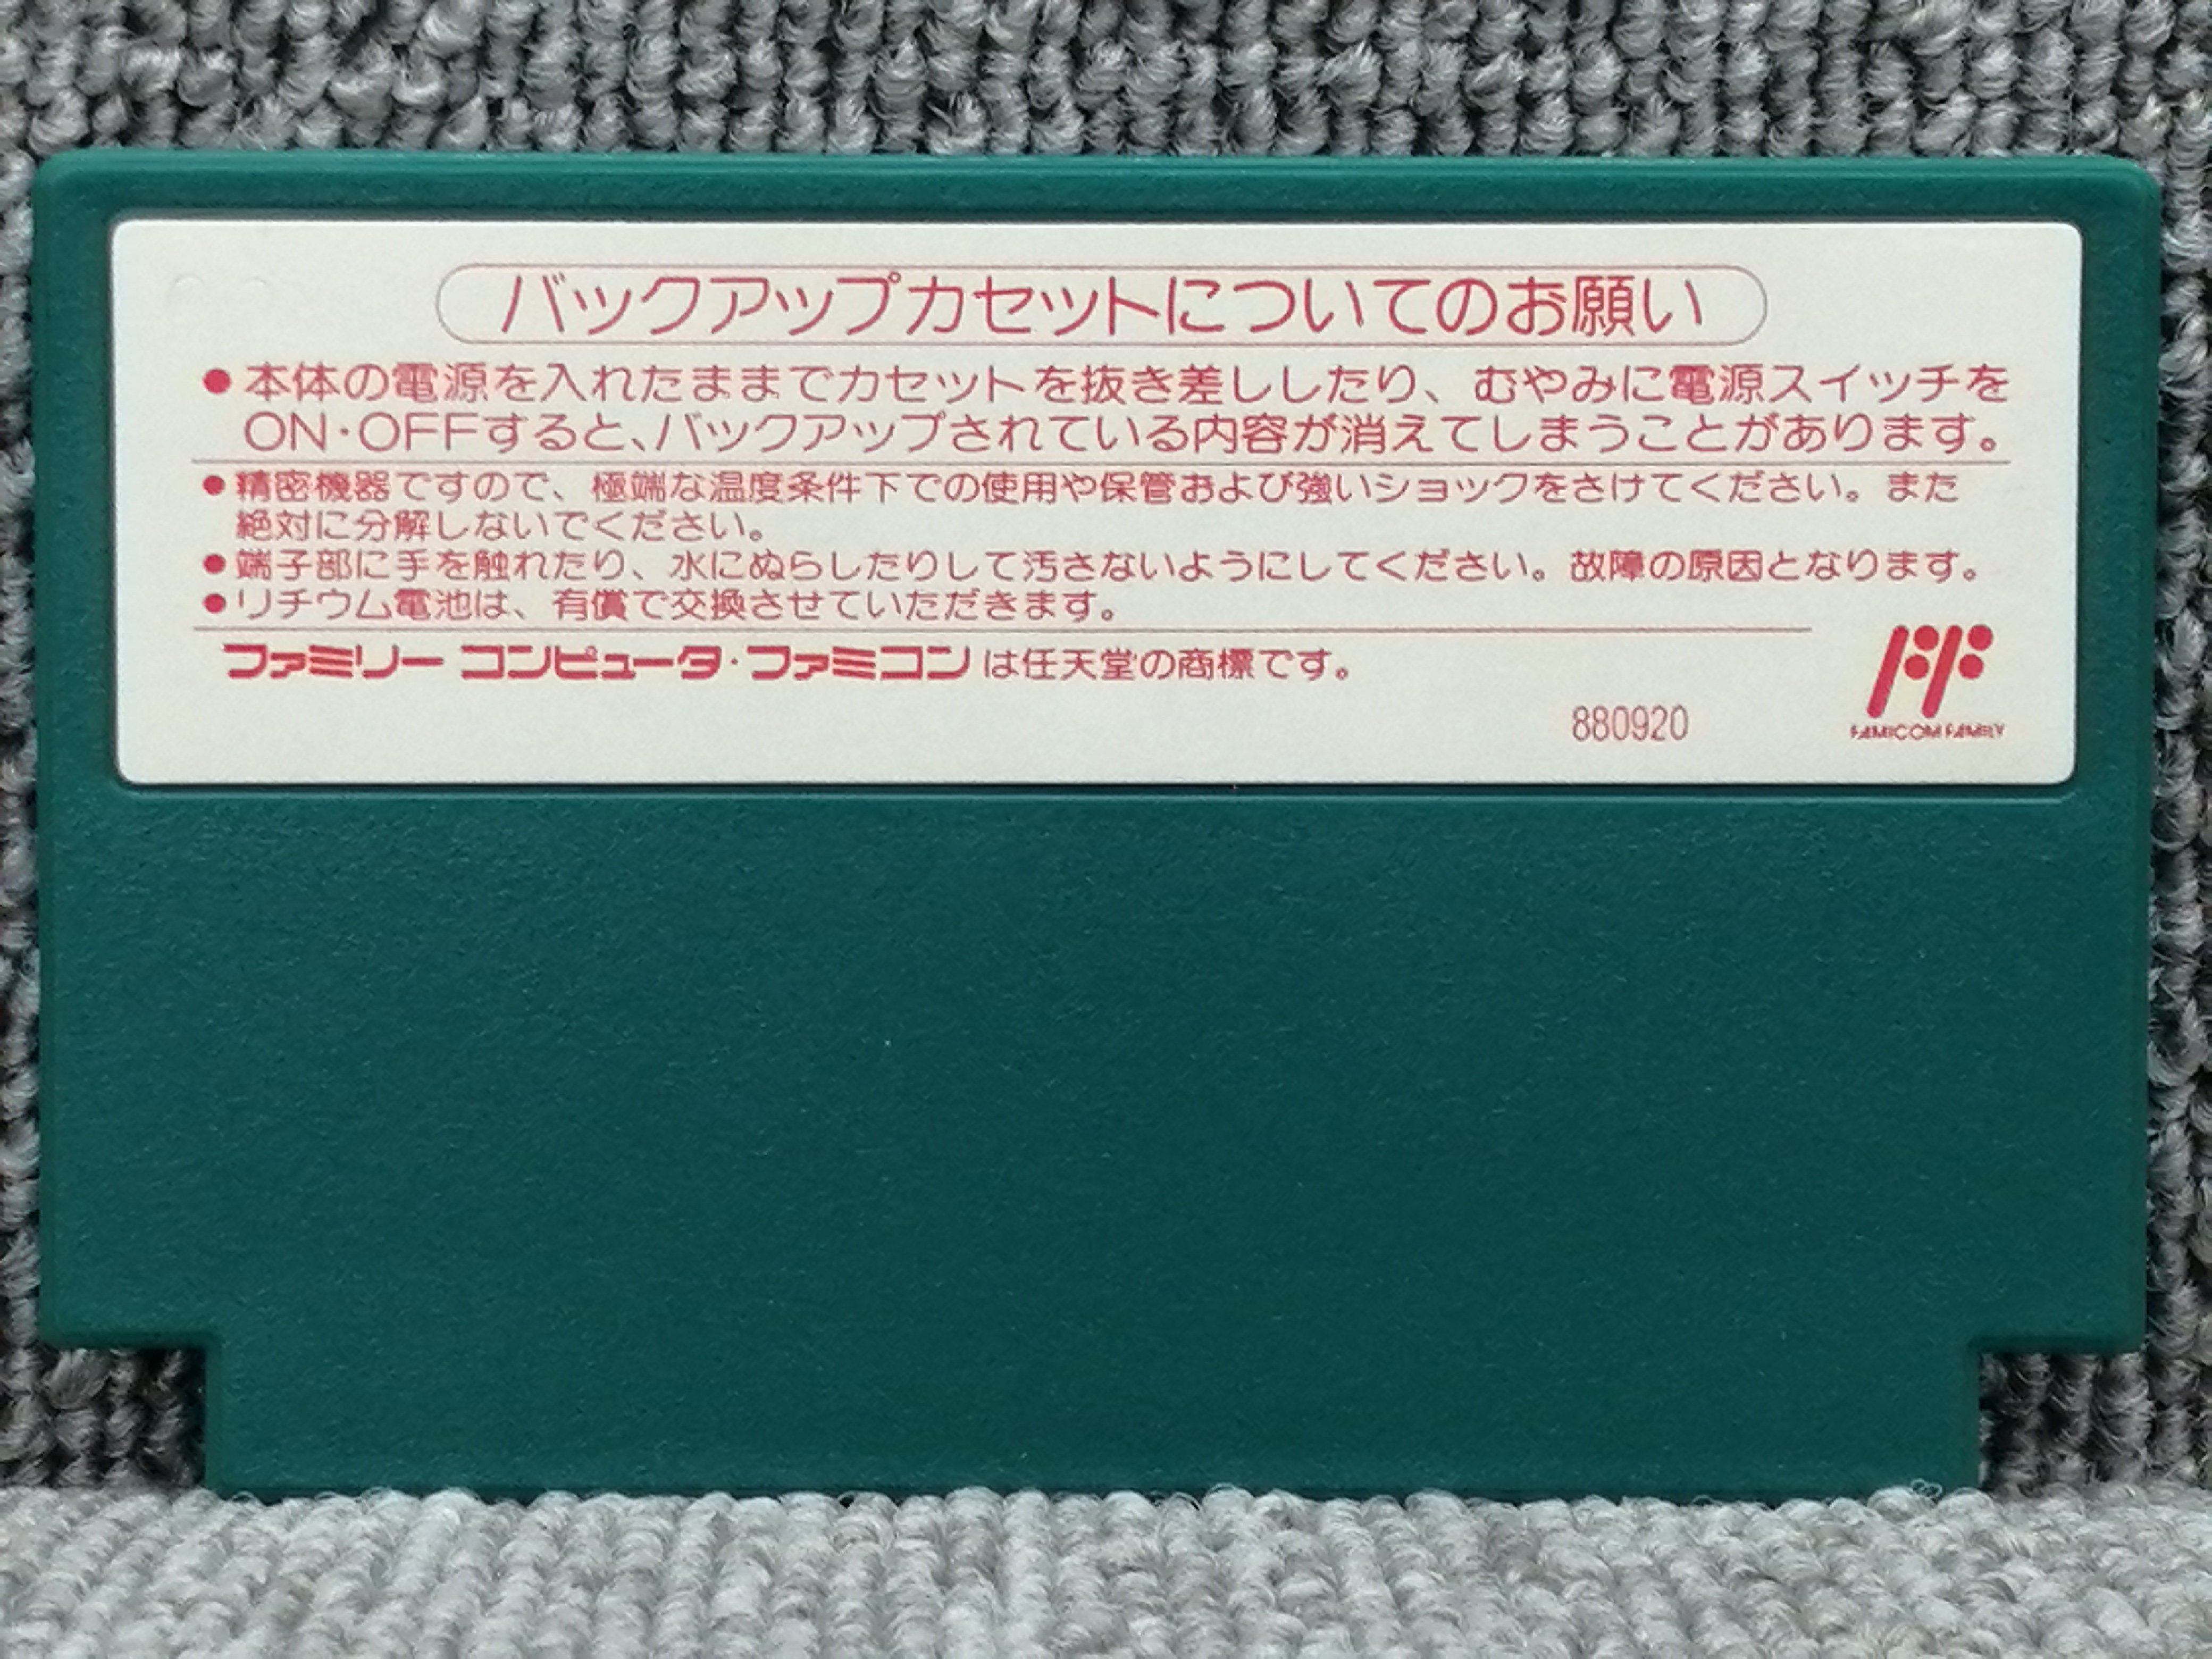 バックアップカセットについてのお願い
●本体の電源を入れたままでカセットを抜き差ししたり、むやみに電源スイッチを
ON・OFFすると、バックアップされている内容が消えてしまうことがあります。
●精密機器ですので、極端な温度条件下での使用や保管および強いショックをさけてください。また
絶対に分解しないでください。
●端子部に手を触れたり、水にぬらしたりして汚さないようにしてください。故障の原因となります。
●リチウム電池は、有償で交換させていただきます。
ファミリー コンピュータ・ファミコン は任天堂の商標です。
880920
FAMICOM FAMILY